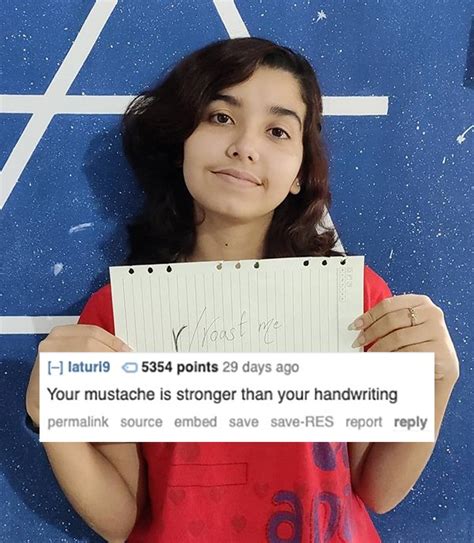 r/roast me
[–] laturi9 5354 points 29 days ago
Your mustache is stronger than your handwriting
permalink source embed save save-RES report reply